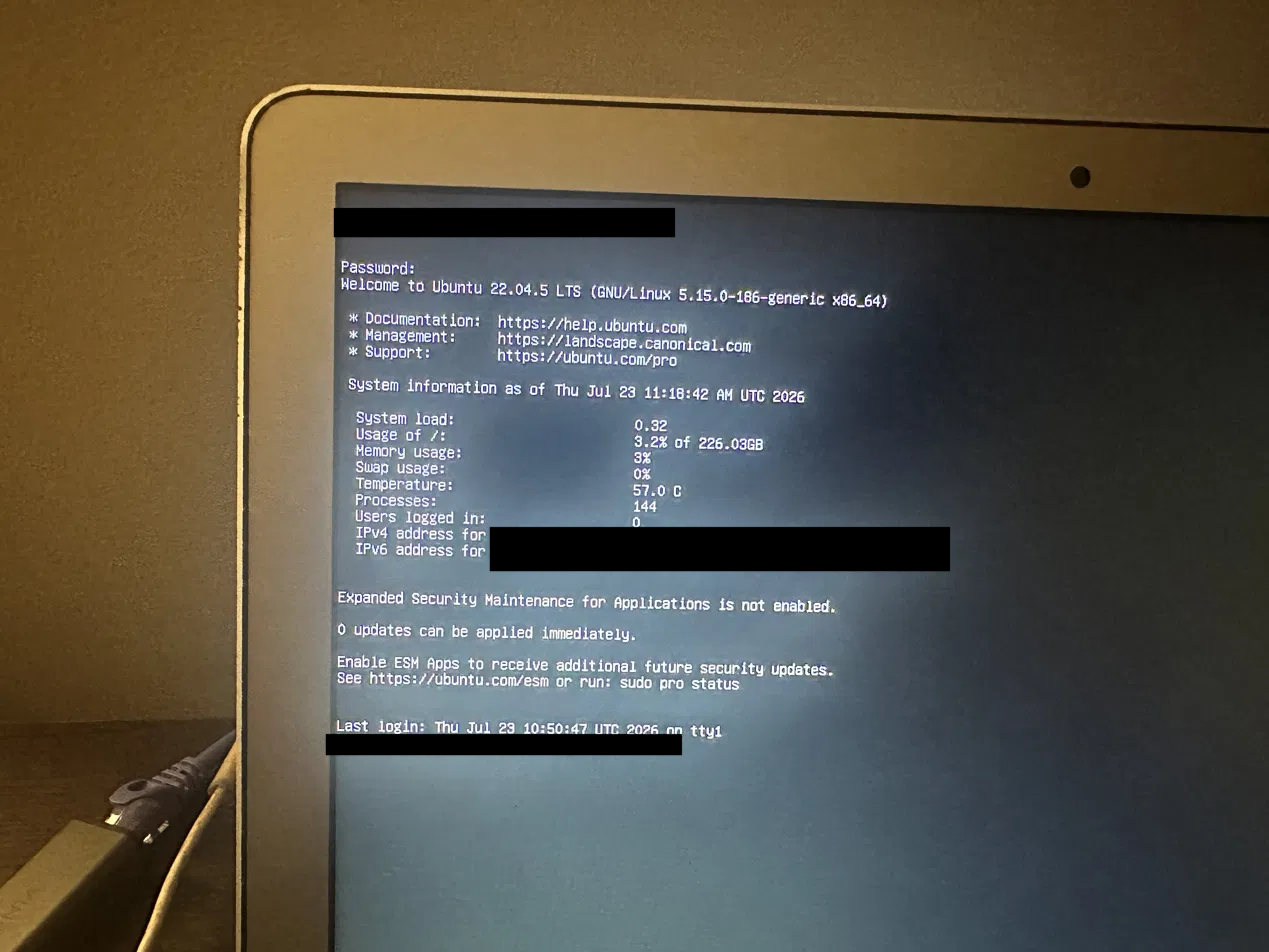 Password:
Welcome to Ubuntu 22.04.5 LTS (GNU/Linux 5.15.0-186-generic x86_64)
* Documentation: https://help.ubuntu.com
* Management: https://landscape.canonical.com
* Support: https://ubuntu.com/pro
System information as of Thu Jul 23 11:18:42 AM UTC 2026
System load: 0.32
Usage of /: 3.2% of 226.03GB
Memory usage: 3%
Swap usage: 0%
Temperature: 57.0 C
Processes: 144
Users logged in: 0
IPv4 address for
IPv6 address for
Expanded Security Maintenance for Applications is not enabled.
0 updates can be applied immediately.
Enable ESM Apps to receive additional future security updates.
See https://ubuntu.com/esm or run: sudo pro status
Last login: Thu Jul 23 10:50:47 UTC 2026 on tty1